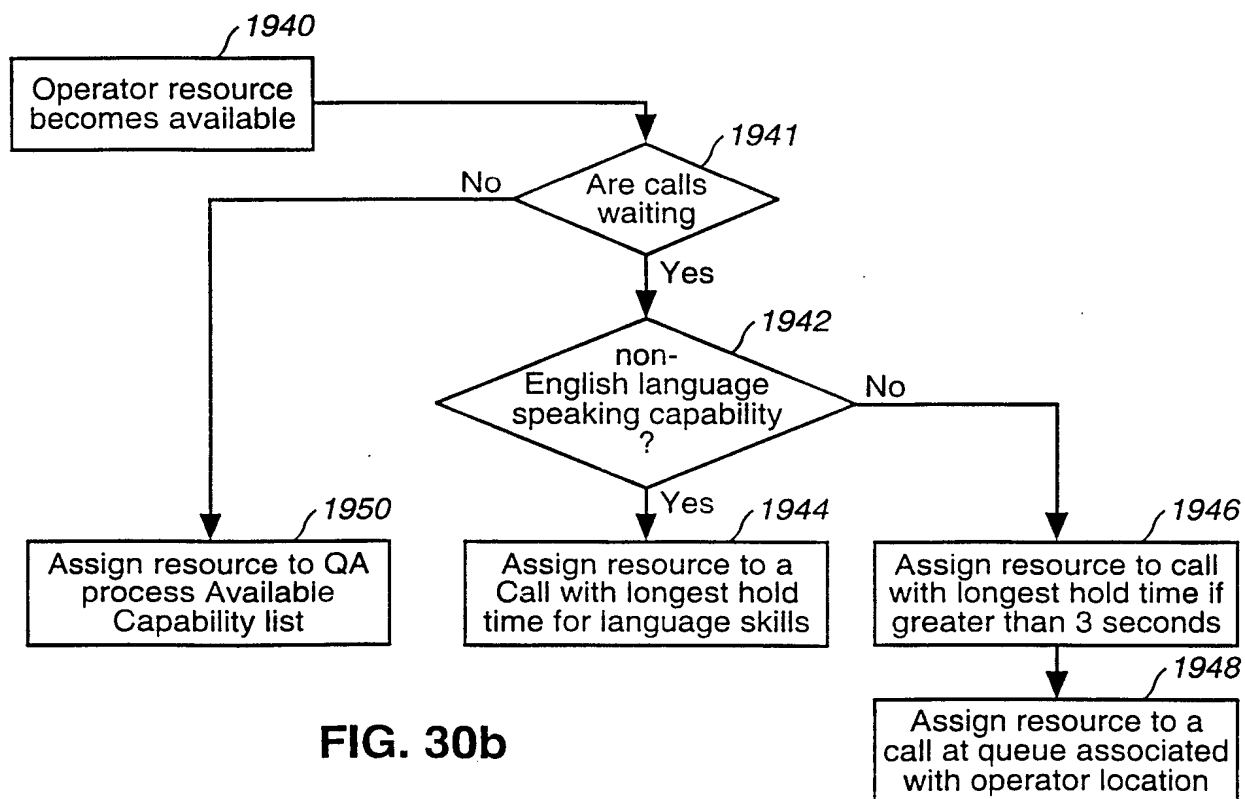 1940
Operator resource
becomes available
1941
Are calls
waiting
No
Yes
1942
non-
English language
speaking capability
?
No
Yes
1950
Assign resource to QA
process Available
Capability list
1944
Assign resource to a
Call with longest hold
time for language skills
1946
Assign resource to call
with longest hold time if
greater than 3 seconds
1948
Assign resource to a
call at queue associated
with operator location
FIG. 30b